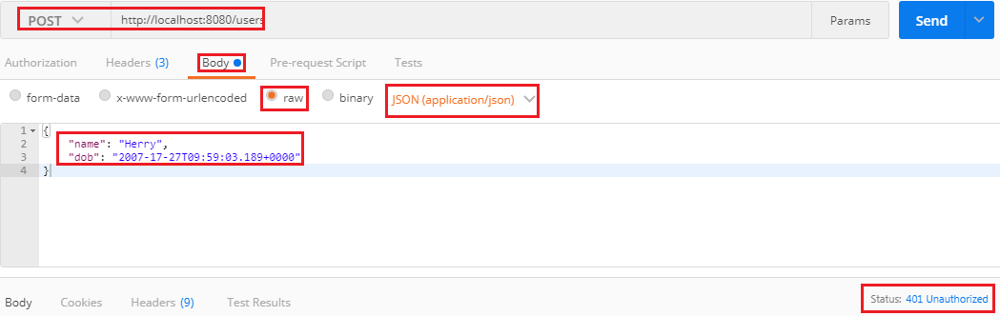 POST http://localhost:8080/users Params Send
Authorization Headers (3) Body Pre-request Script Tests
form-data x-www-form-urlencoded raw binary JSON (application/json)
1 {
2 "name": "Herry",
3 "dob": "2007-17-27T09:59:03.189+0000"
4 }
Body Cookies Headers (9) Test Results Status: 401 Unauthorized